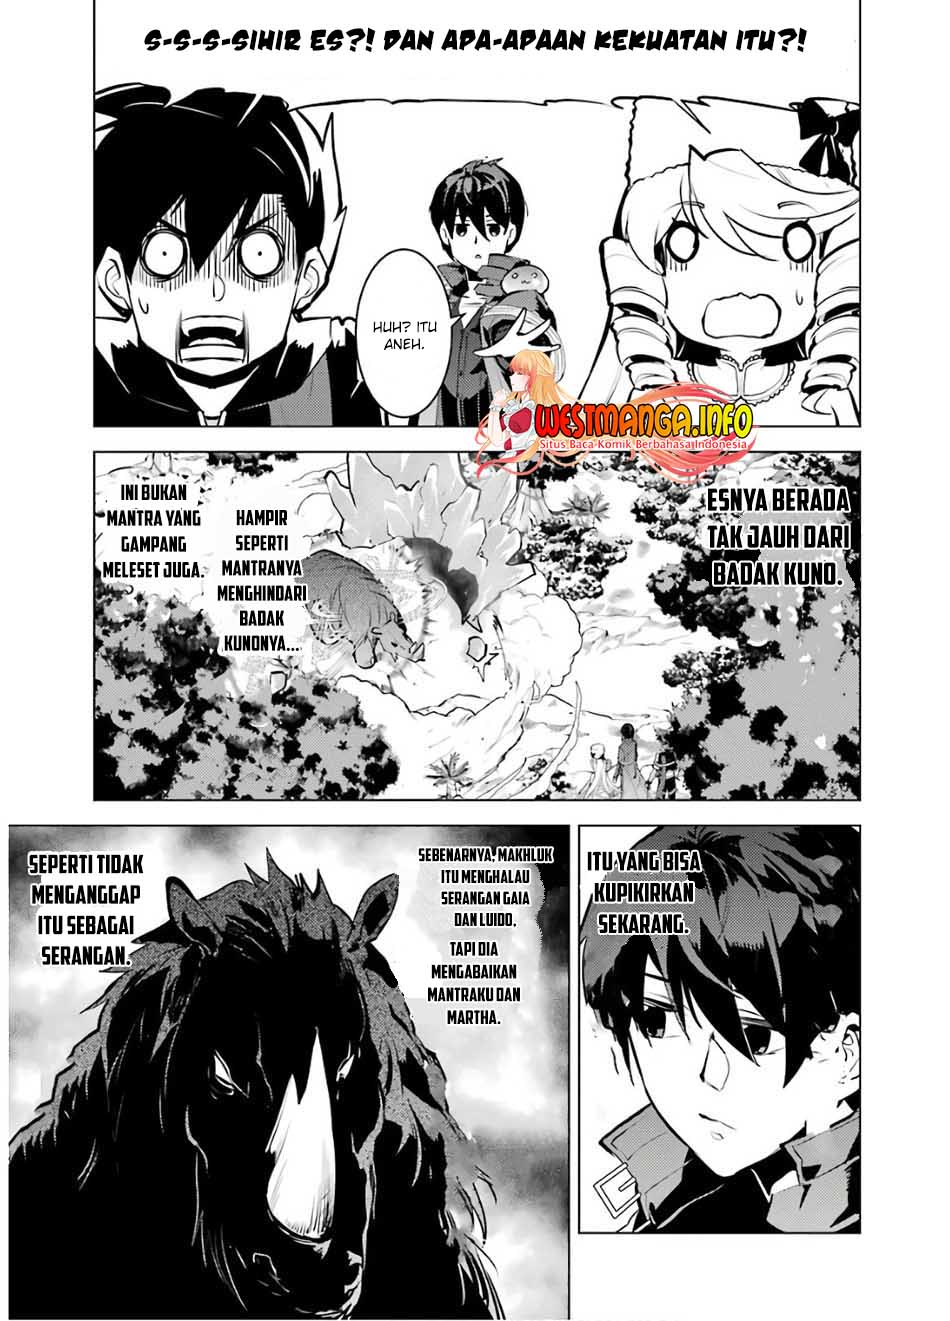 S-S-S-SIHIR ES?! DAN APA-APAAN KEKUATAN ITU?!
HUH? ITU
ANEH.
WESTMANGA.INFO
Situs Baca Komik Berbahasa Indonesia
ESNYA BERADA
TAK JAUH DARI
BADAK KUNO.
HAMPIR
SEPERTI
MANTRANYA
MENGHINDARI
BADAK
KUNONYA...
INI BUKAN
MANTRA YANG
GAMPANG
MELESET JUGA.
ITU YANG BISA
KUPIKIRKAN
SEKARANG.
SEBENARNYA, MAKHLUK
ITU MENGHALAU
SERANGAN GAIA
DAN LUIDO.
TAPI DIA
MENGABAIKAN
MANTRAKU DAN
MARTHA.
SEPERTI TIDAK
MENGANGGAP
ITU SEBAGAI
SERANGAN.